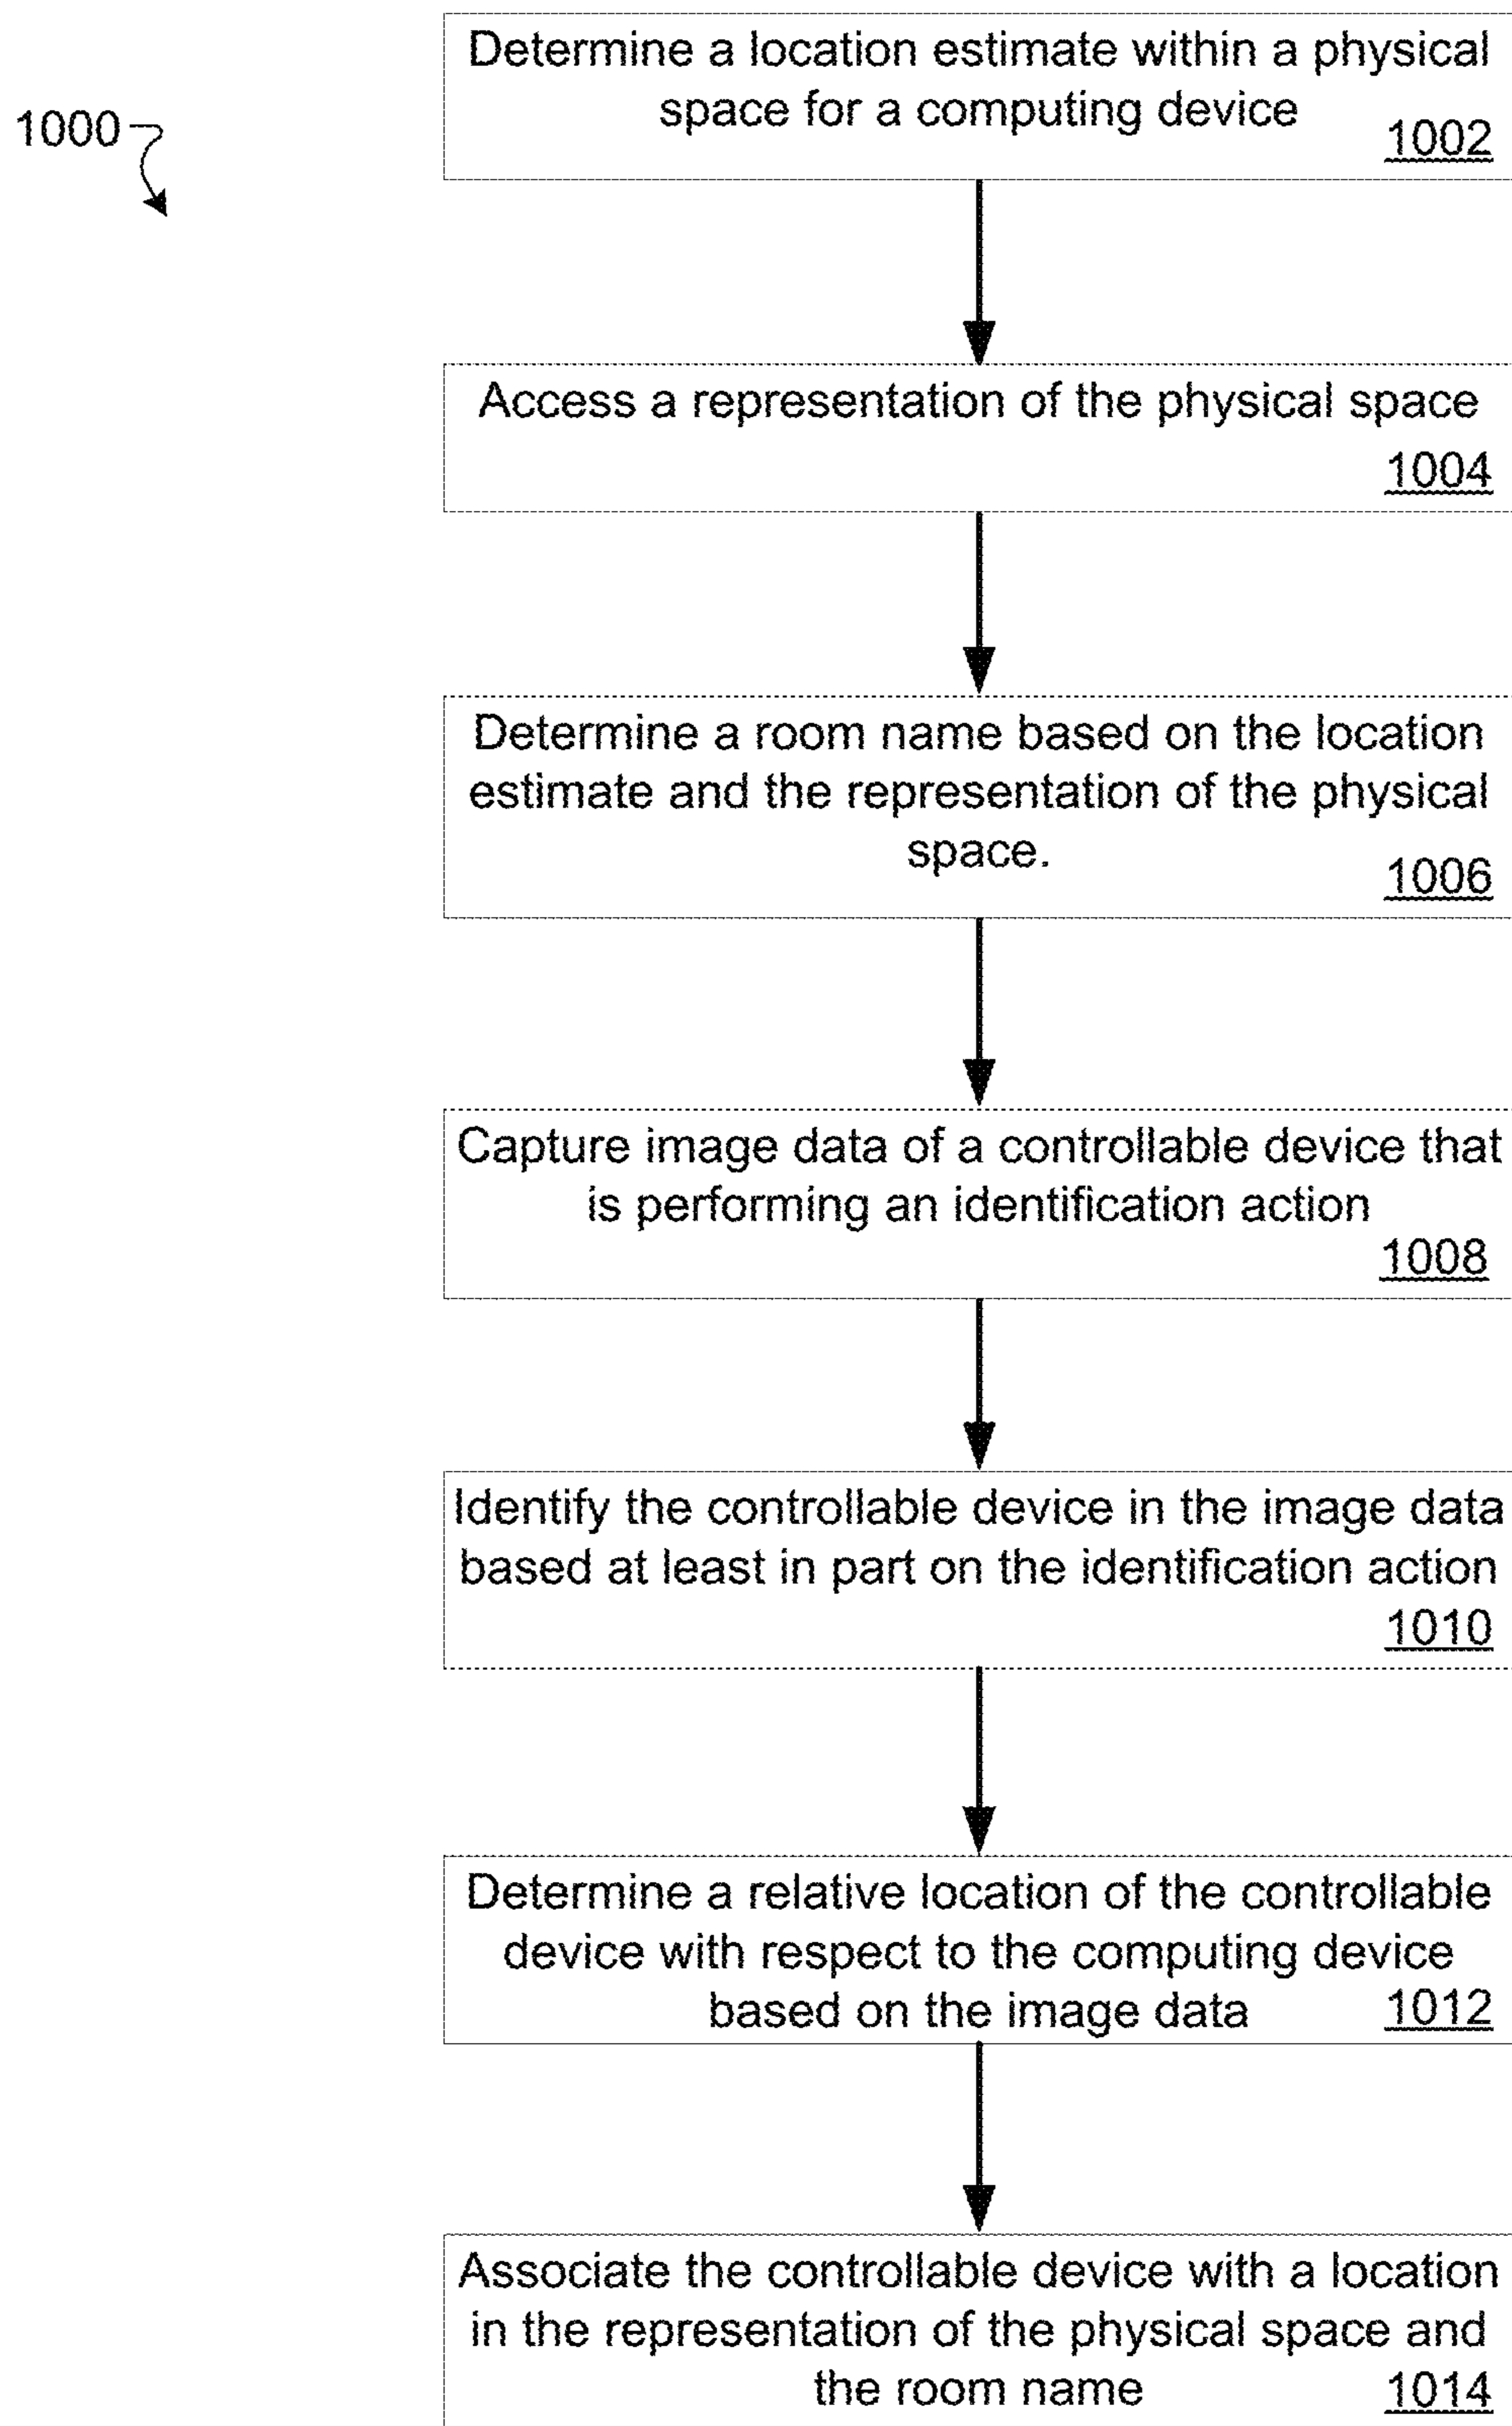 1000
Determine a location estimate within a physical
space for a computing device
1002
Access a representation of the physical space
1004
Determine a room name based on the location
estimate and the representation of the physical
space.
1006
Capture image data of a controllable device that
is performing an identification action
1008
Identify the controllable device in the image data
based at least in part on the identification action
1010
Determine a relative location of the controllable
device with respect to the computing device
based on the image data 1012
Associate the controllable device with a location
in the representation of the physical space and
the room name 1014